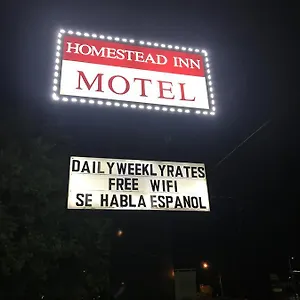 HOMESTEAD INN
MOTEL
DAILYWEEKLYRATES
FREE WIFI
SE HABLA ESPANOL